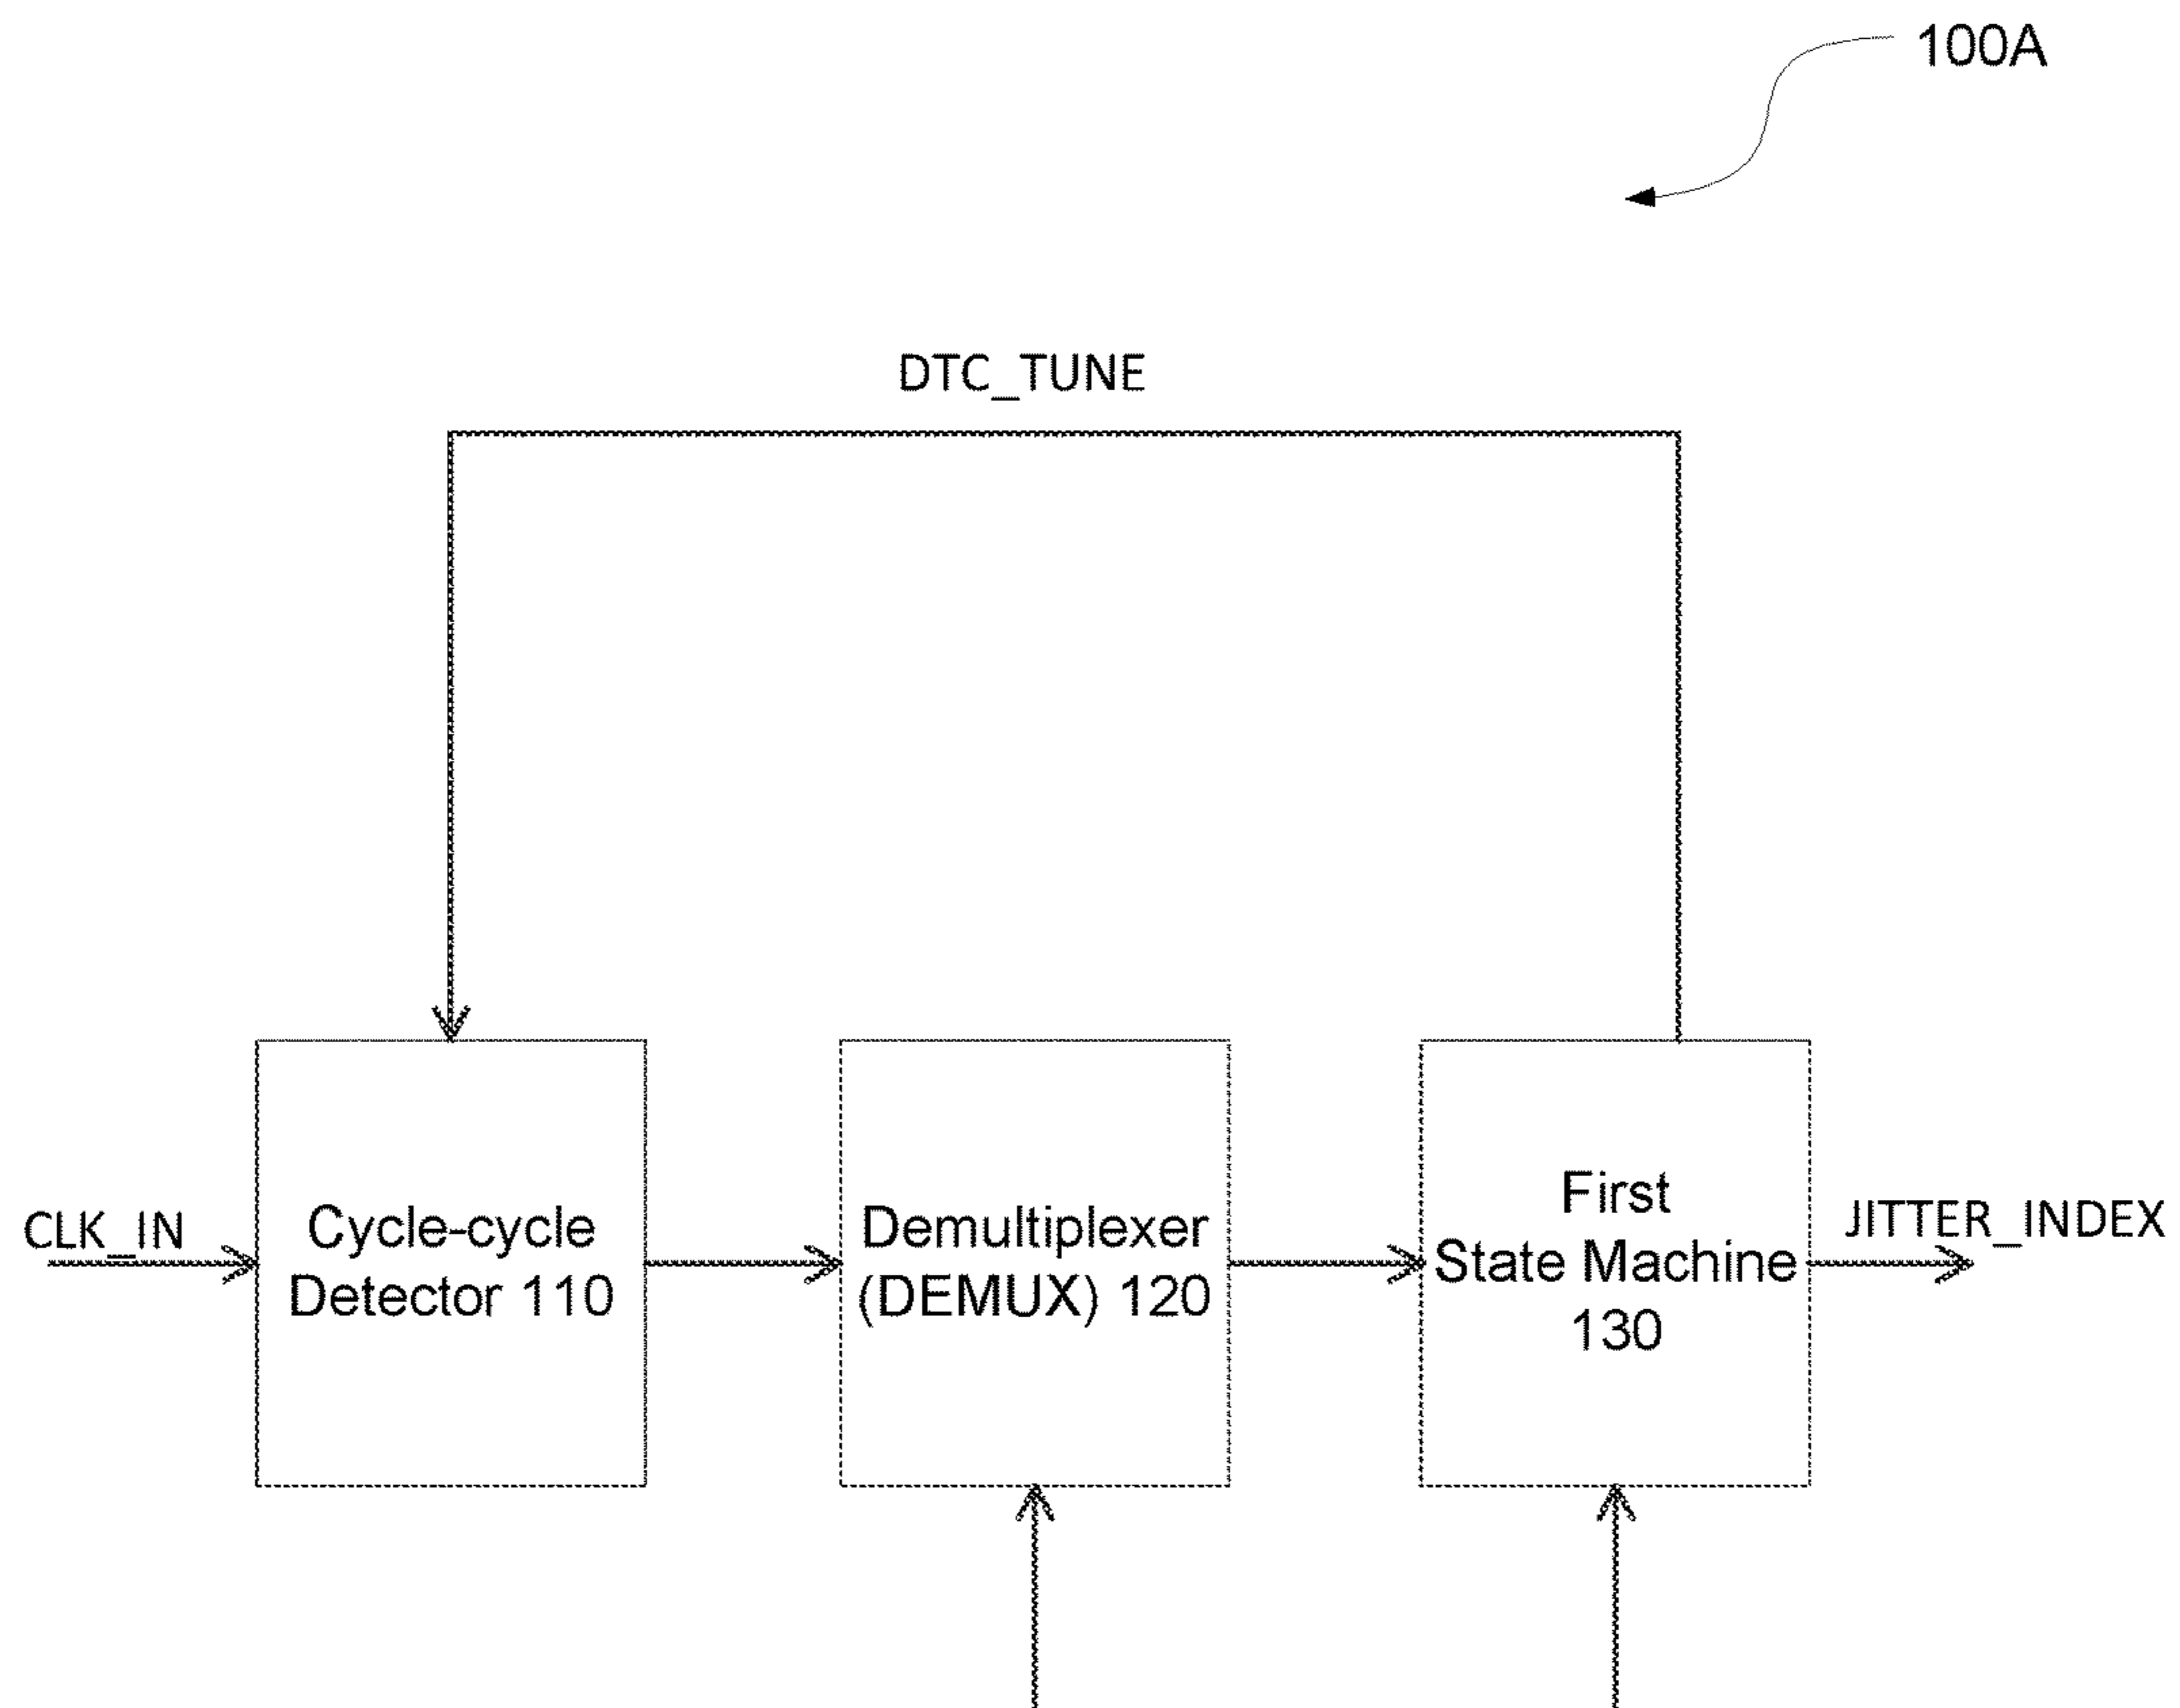 100A
DTC_TUNE
CLK_IN
Cycle-cycle
Detector 110
Demultiplexer
(DEMUX) 120
First
State Machine
130
JITTER_INDEX